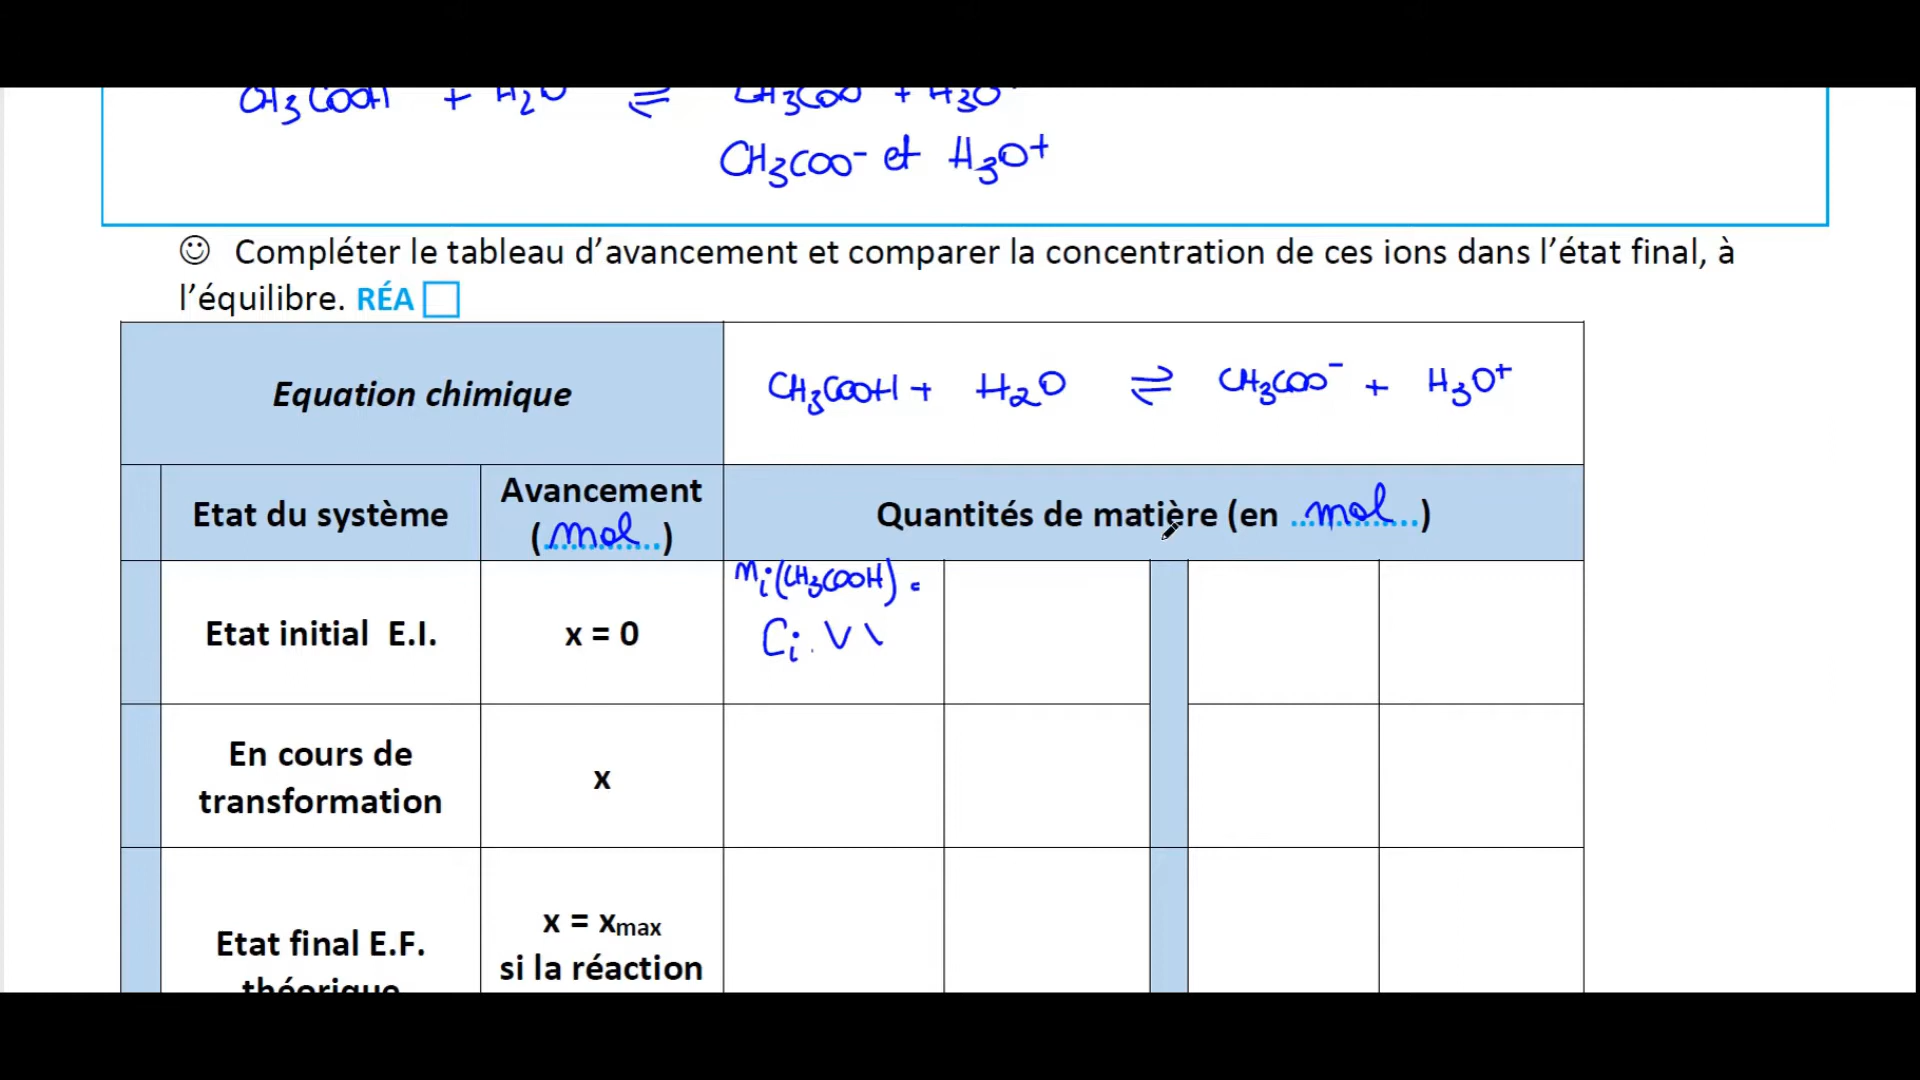 CH3COOH + H2O ⇌ CH3COO + H3O
CH3COO⁻ et H3O⁺
☺ Compléter le tableau d’avancement et comparer la concentration de ces ions dans l’état final, à
l’équilibre. RÉA □
Equation chimique
CH3COOH + H2O ⇌ CH3COO⁻ + H3O⁺
Etat du système
Avancement
(mol)
Quantités de matière (en mol)
Etat initial E.I.
x = 0
ni(CH3COOH) =
Ci . V \
En cours de
transformation
x
Etat final E.F.
théorique
x = xmax
si la réaction